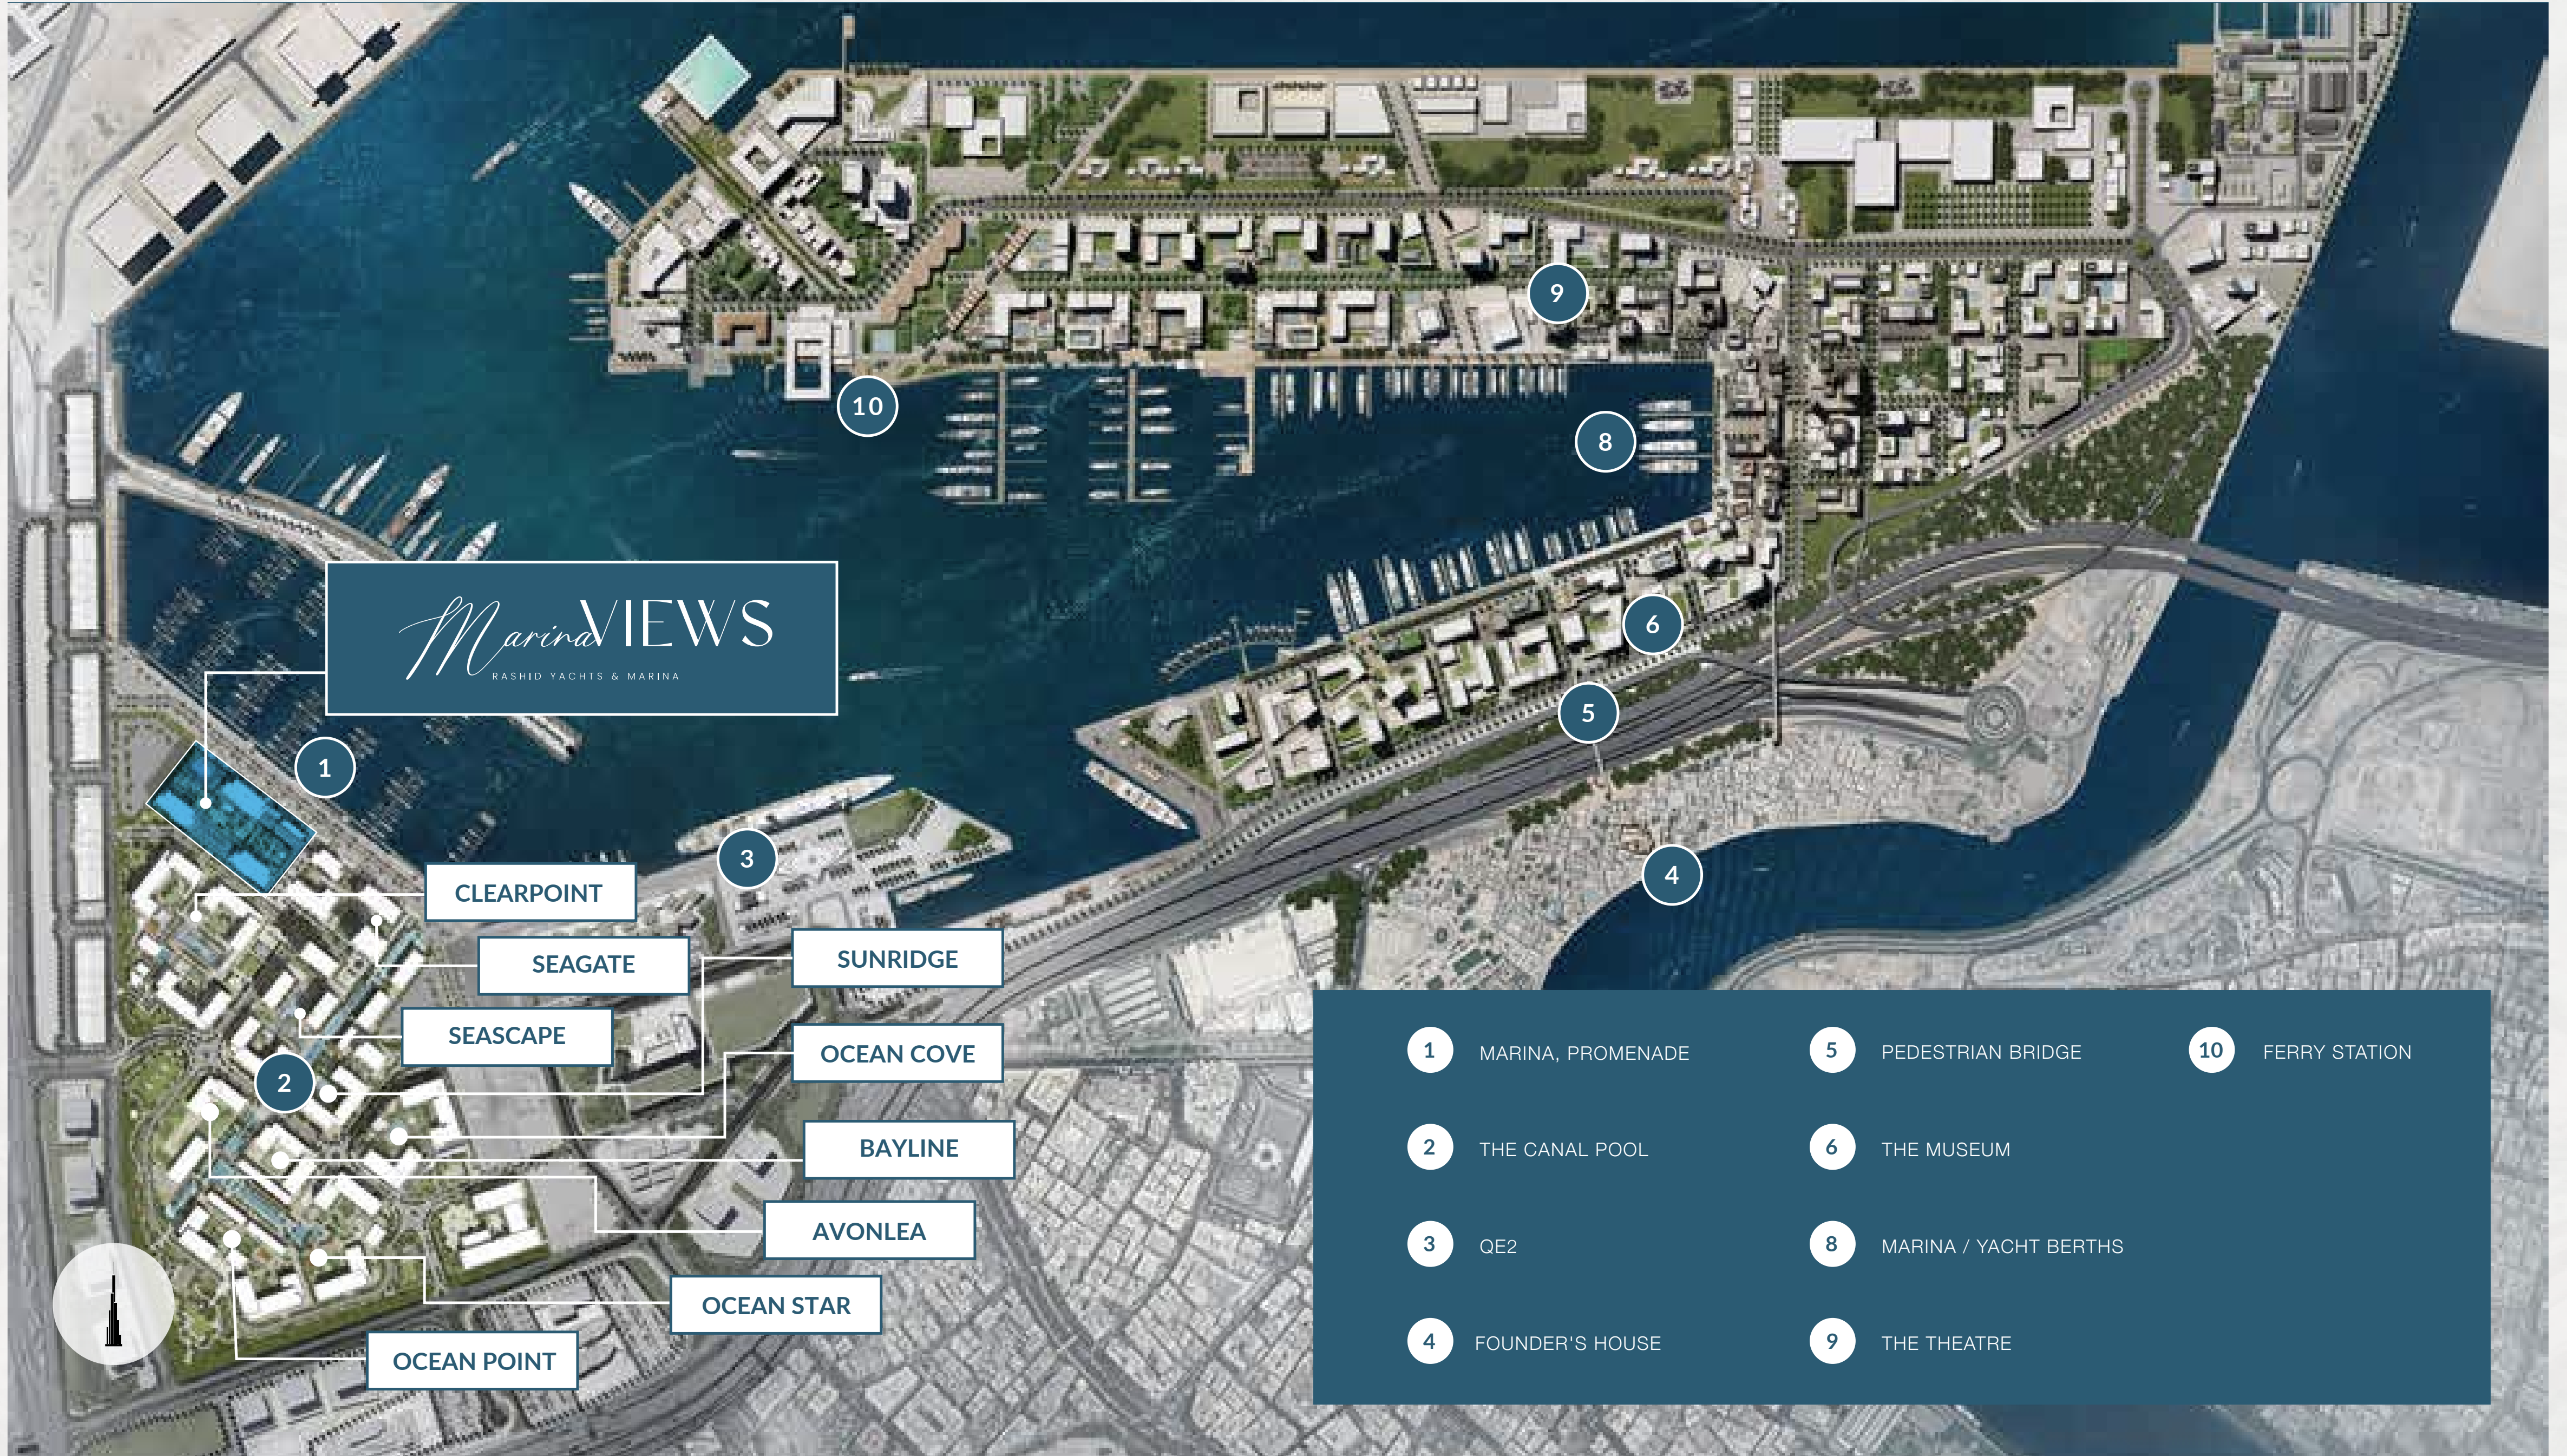 9
10
8
Marina VIEWS
RASHID YACHTS & MARINA
6
5
1
3
4
CLEARPOINT
SEAGATE
SUNRIDGE
SEASCAPE
OCEAN COVE
2
BAYLINE
AVONLEA
OCEAN STAR
OCEAN POINT
1 MARINA, PROMENADE
2 THE CANAL POOL
3 QE2
4 FOUNDER'S HOUSE
5 PEDESTRIAN BRIDGE
6 THE MUSEUM
8 MARINA / YACHT BERTHS
9 THE THEATRE
10 FERRY STATION